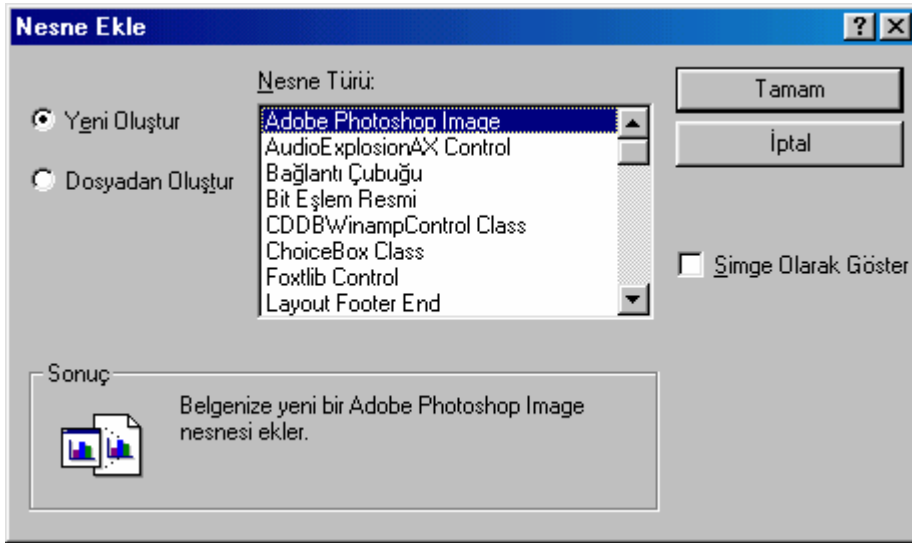 Nesne Ekle
Nesne Türü:
Yeni Oluştur
Dosyadan Oluştur
Adobe Photoshop Image
AudioExplosionAX Control
Bağlantı Çubuğu
Bit Eşlem Resmi
CDDBWinampControl Class
ChoiceBox Class
Foxtlib Control
Layout Footer End
Tamam
İptal
Simge Olarak Göster
Sonuç
Belgenize yeni bir Adobe Photoshop Image
nesnesi ekler.